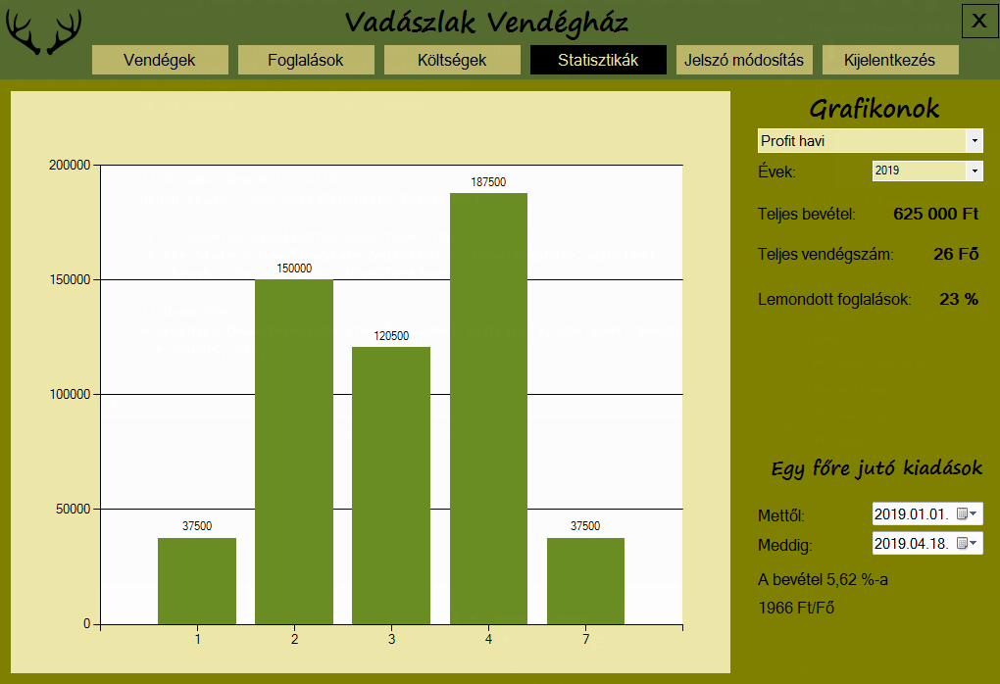 Vadászlak Vendégház
X
Vendégek
Foglalások
Költségek
Statisztikák
Jelszó módosítás
Kijelentkezés
200000
150000
100000
50000
0
37500
150000
120500
187500
37500
1
2
3
4
7
Grafikonok
Profit havi
Évek: 2019
Teljes bevétel: 625 000 Ft
Teljes vendégszám: 26 Fő
Lemondott foglalások: 23 %
Egy főre jutó kiadások
Mettől: 2019.01.01.
Meddig: 2019.04.18.
A bevétel 5,62 %-a
1966 Ft/Fő